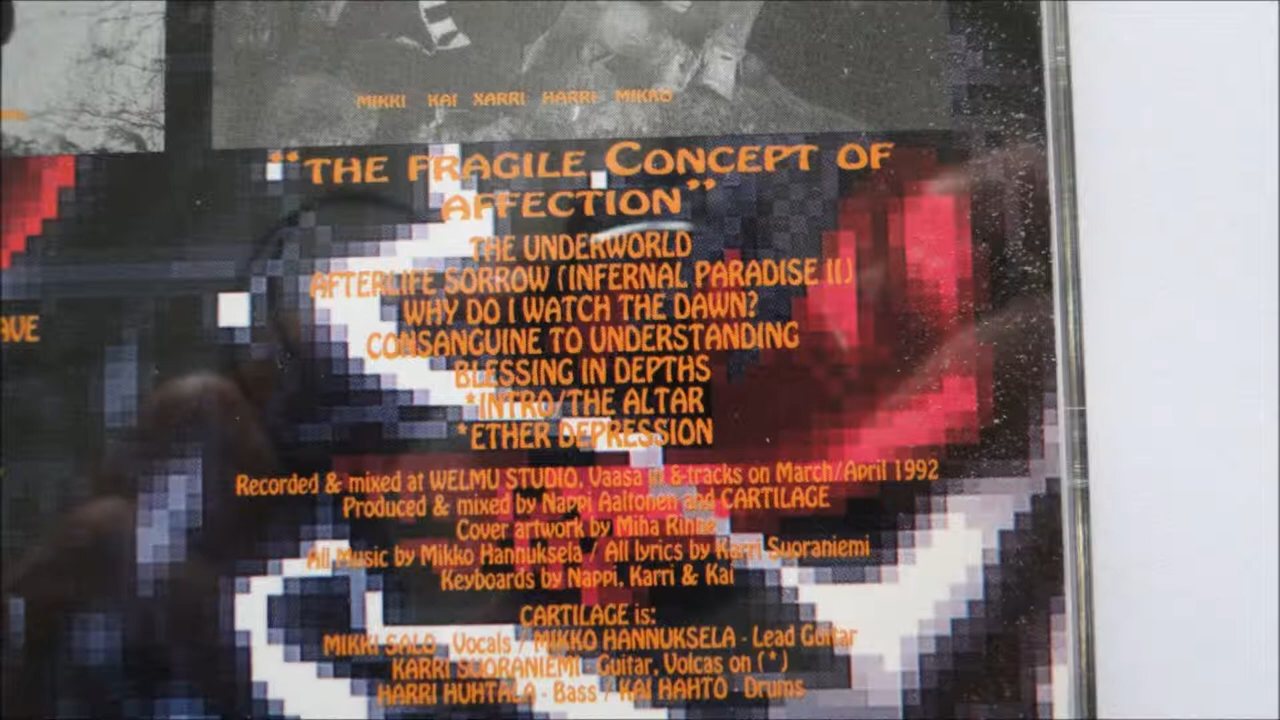 MIKKI KAI XARRI HARRI MIKKO
"THE FRAGILE CONCEPT OF
AFFECTION"
THE UNDERWORLD
AFTERLIFE SORROW (INFERNAL PARADISE II)
WHY DO I WATCH THE DAWN?
AVE
CONSANGUINE TO UNDERSTANDING
BLESSING IN DEPTHS
*INTRO/THE ALTAR
*ETHER DEPRESSION
Recorded & mixed at WELMU STUDIO, Vaasa in 8-tracks on March/April 1992
Produced & mixed by Nappi Aaltonen and CARTILAGE
Cover artwork by Miha Rinne
All Music by Mikko Hannuksela / All lyrics by Karri Suoraniemi
Keyboards by Nappi, Karri & Kai
CARTILAGE is:
MIKKI SALO - Vocals / MIKKO HANNUKSELA - Lead Guitar
KARRI SUORANIEMI - Guitar, Volcas on (*)
HARRI HUHTALA - Bass / KAI HAHTO - Drums